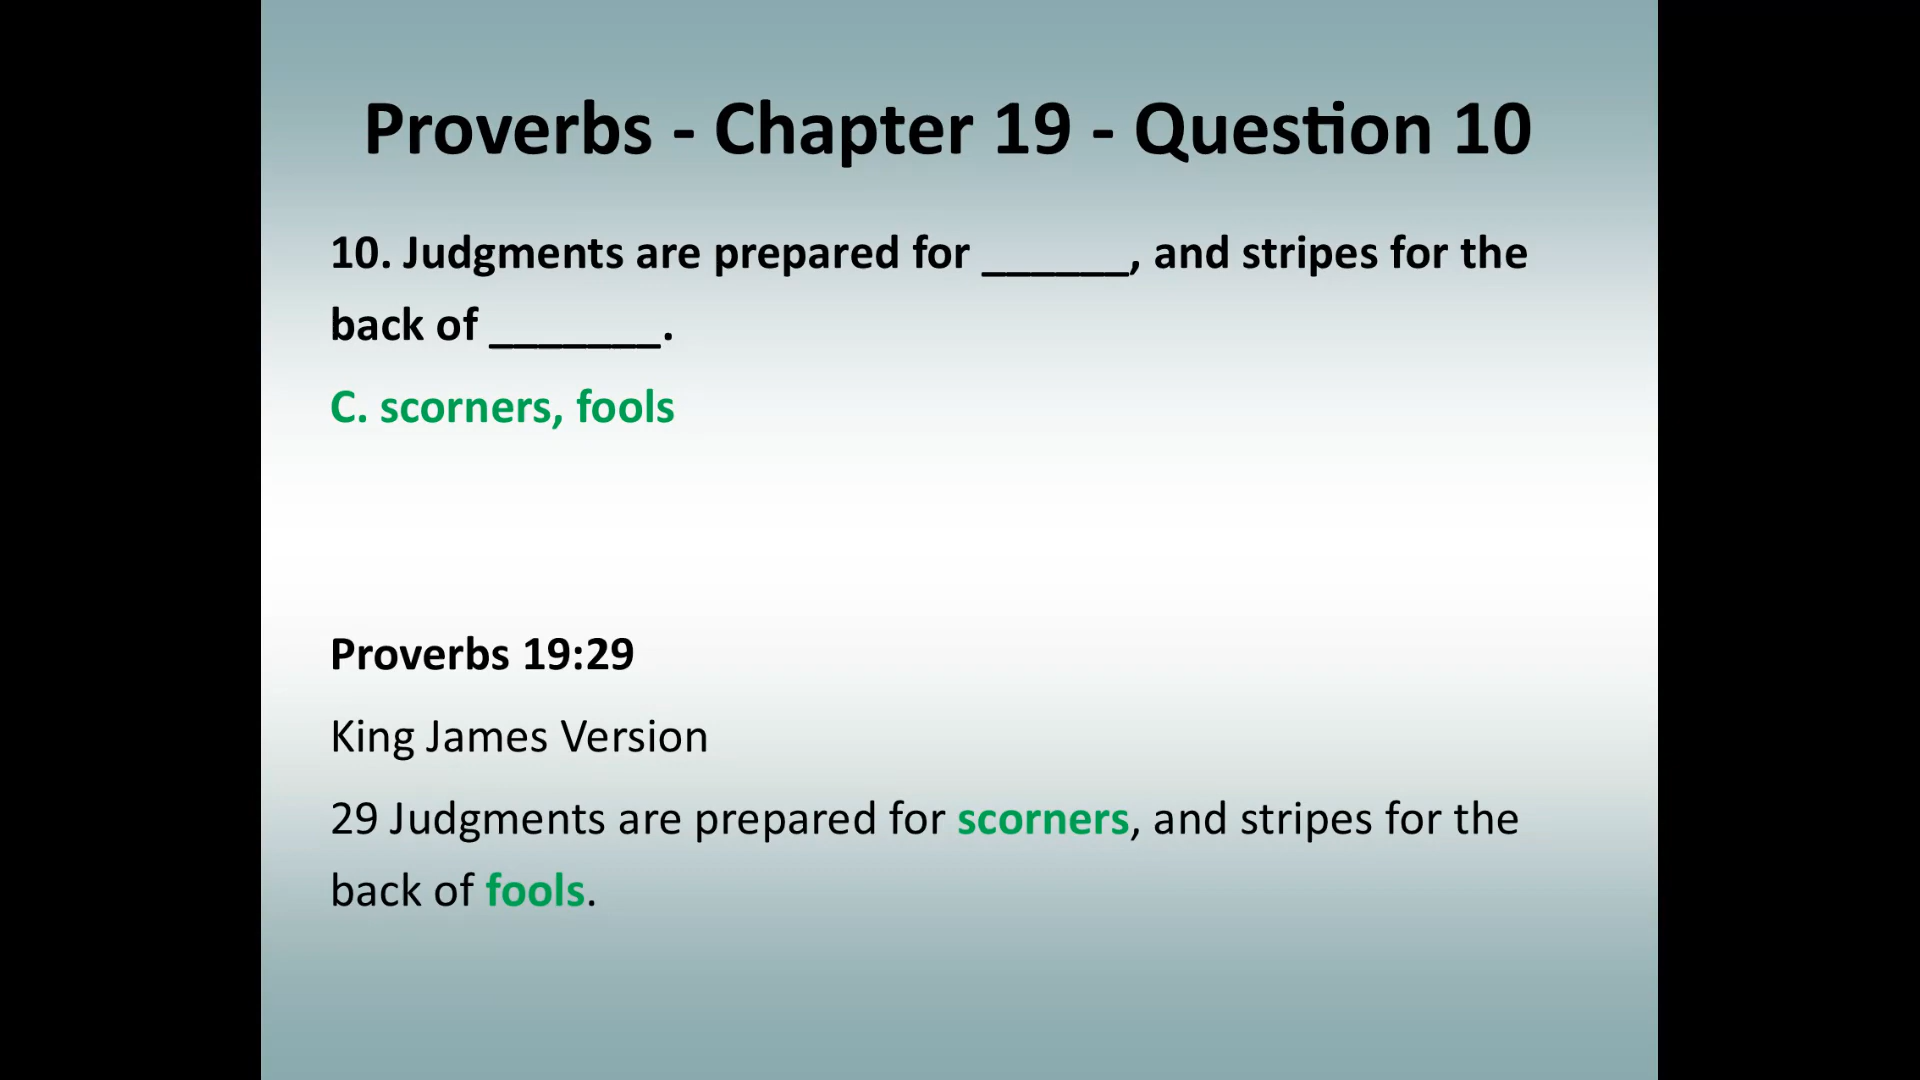 Proverbs - Chapter 19 - Question 10
10. Judgments are prepared for ______, and stripes for the
back of _______.
C. scorners, fools
Proverbs 19:29
King James Version
29 Judgments are prepared for scorners, and stripes for the
back of fools.